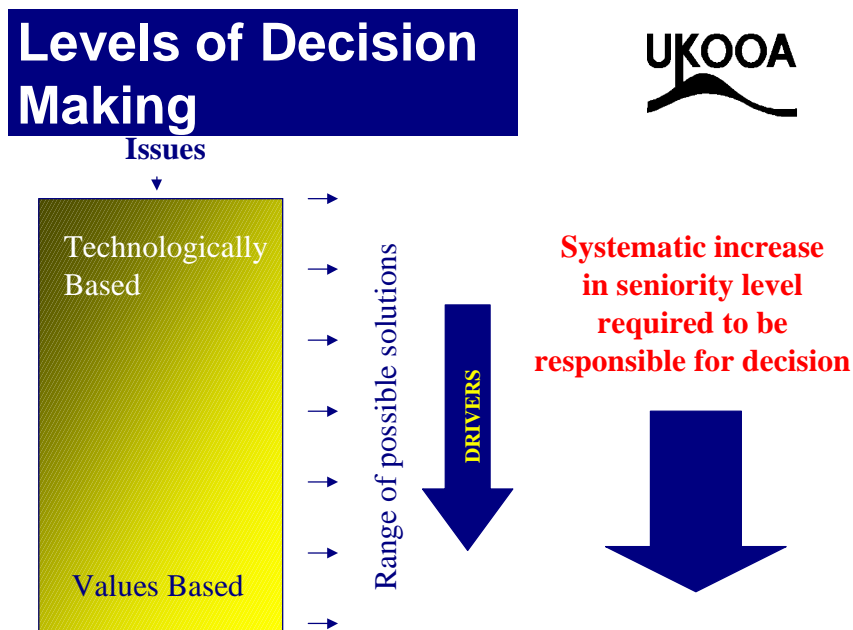 Levels of Decision
Making
UKOOA
Issues
Technologically
Based
Values Based
Range of possible solutions
DRIVERS
Systematic increase
in seniority level
required to be
responsible for decision